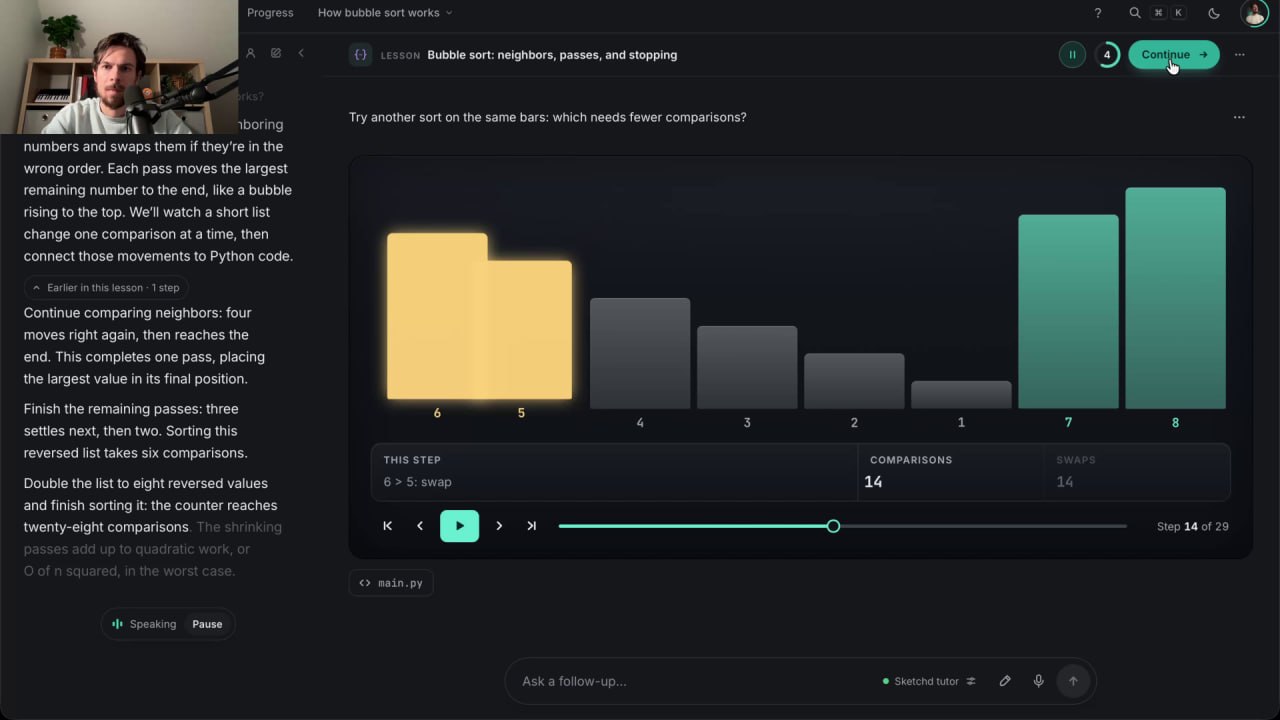 Progress
How bubble sort works
?
⌘ K
LESSON Bubble sort: neighbors, passes, and stopping
4
Continue →
orks?
hboring
numbers and swaps them if they're in the
wrong order. Each pass moves the largest
remaining number to the end, like a bubble
rising to the top. We'll watch a short list
change one comparison at a time, then
connect those movements to Python code.
Earlier in this lesson · 1 step
Continue comparing neighbors: four
moves right again, then reaches the
end. This completes one pass, placing
the largest value in its final position.
Finish the remaining passes: three
settles next, then two. Sorting this
reversed list takes six comparisons.
Double the list to eight reversed values
and finish sorting it: the counter reaches
twenty-eight comparisons. The shrinking
passes add up to quadratic work, or
O of n squared, in the worst case.
Speaking Pause
Try another sort on the same bars: which needs fewer comparisons?
6 5 4 3 2 1 7 8
THIS STEP
6 > 5: swap
COMPARISONS
14
SWAPS
14
Step 14 of 29
<> main.py
Ask a follow-up...
Sketchd tutor